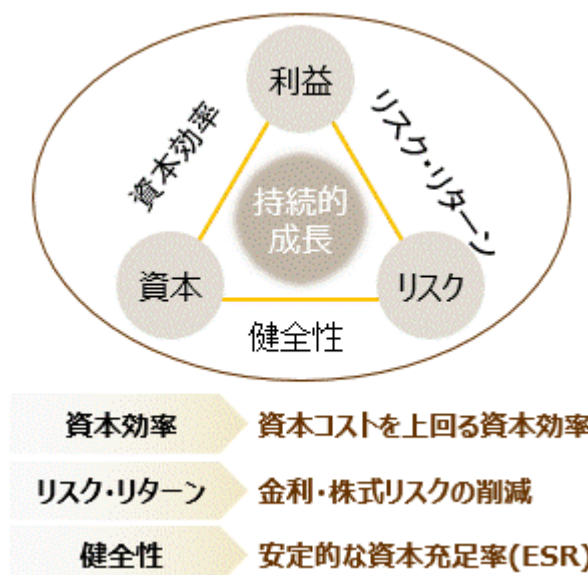 利益
資本効率
リスク・リターン
持続的
成長
資本
リスク
健全性
資本効率
資本コストを上回る資本効率
リスク・リターン
金利・株式リスクの削減
健全性
安定的な資本充足率(ESR)